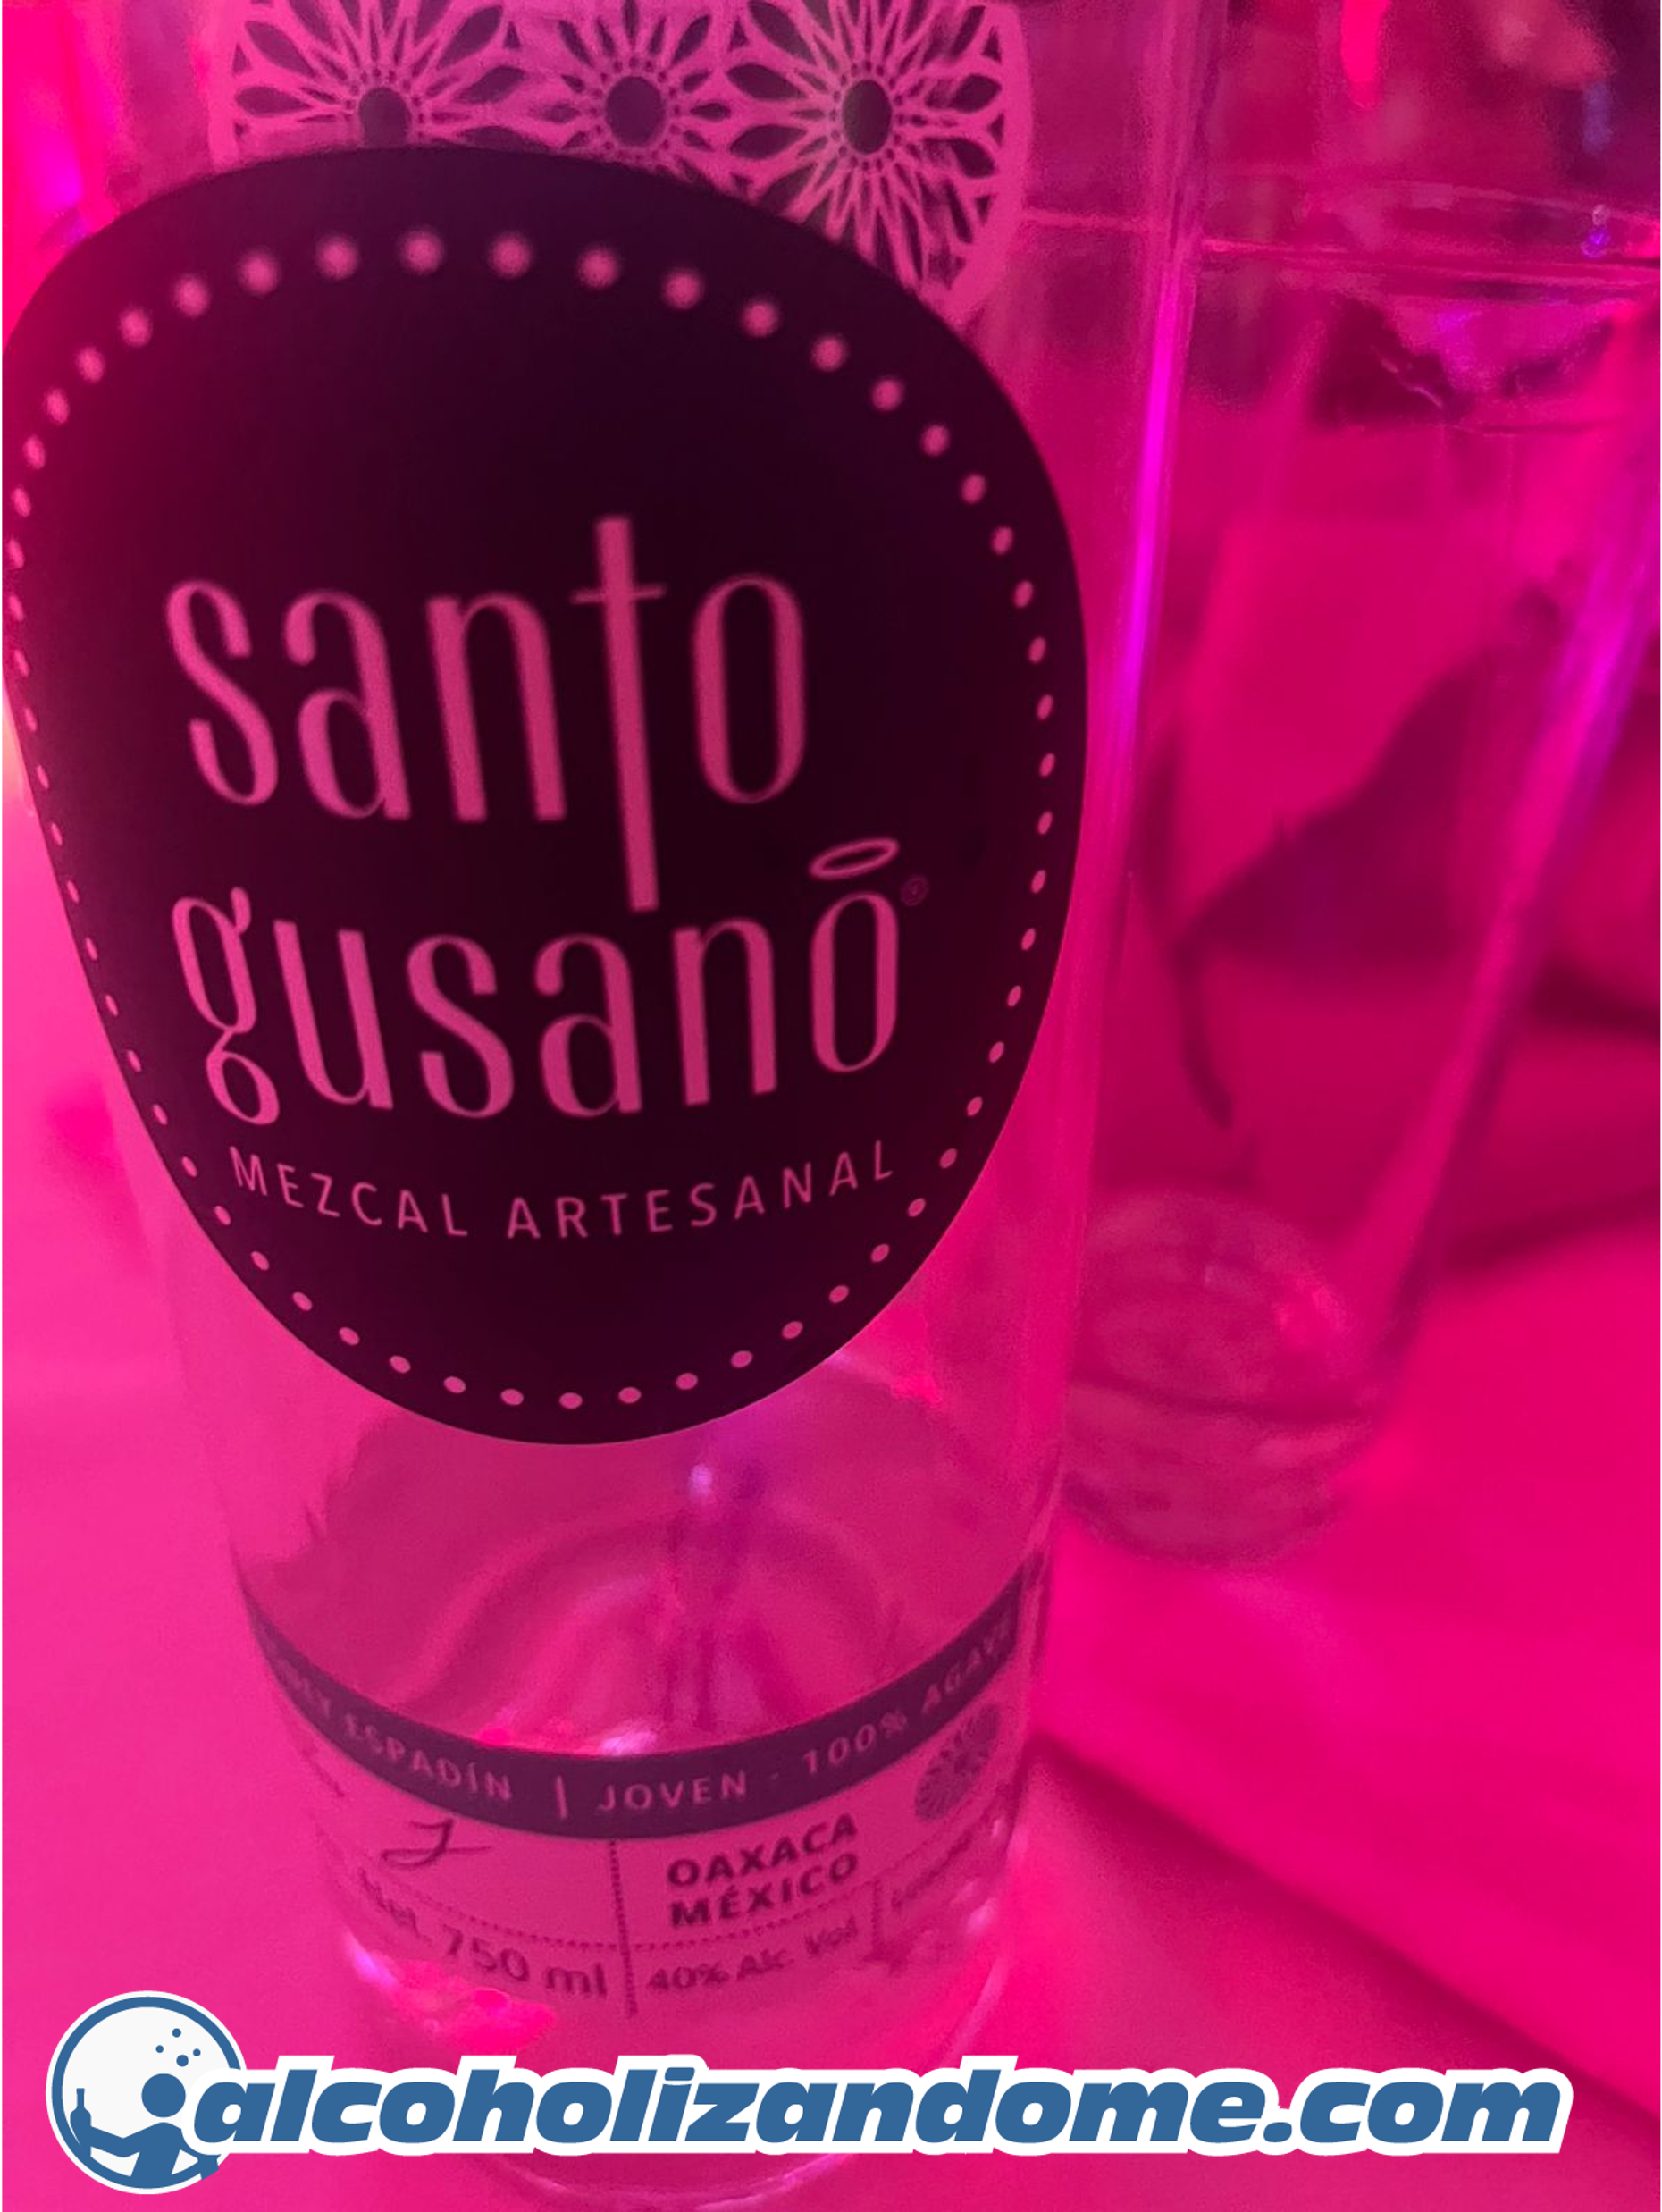 santo
gusano
MEZCAL ARTESANAL
ESPADÍN | JOVEN - 100% AGAVE
OAXACA
MÉXICO
750 ml
40% Alc. Vol.
alcoholizandome.com